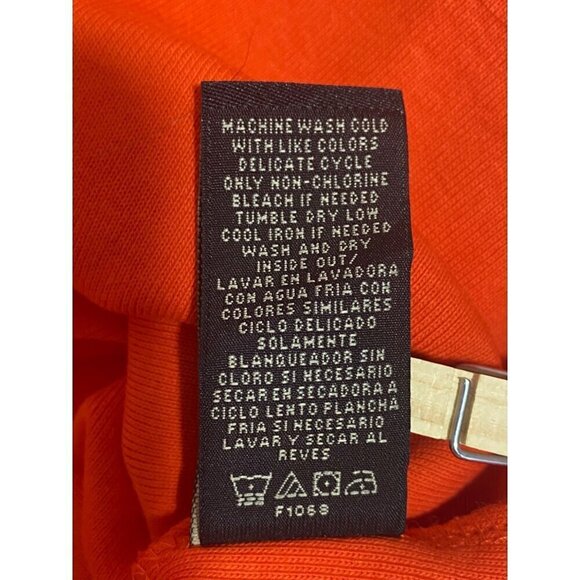 MACHINE WASH COLD
WITH LIKE COLORS
DELICATE CYCLE
ONLY NON-CHLORINE
BLEACH IF NEEDED
TUMBLE DRY LOW
COOL IRON IF NEEDED
WASH AND DRY
INSIDE OUT/
LAVAR EN LAVADORA
CON AGUA FRIA CON
COLORES SIMILARES
CICLO DELICADO
SOLAMENTE
BLANQUEADOR SIN
CLORO SI NECESARIO
SECAR EN SECADORA A
CICLO LENTO PLANCHA
FRIA SI NECESARIO
LAVAR Y SECAR AL
REVES
F1068